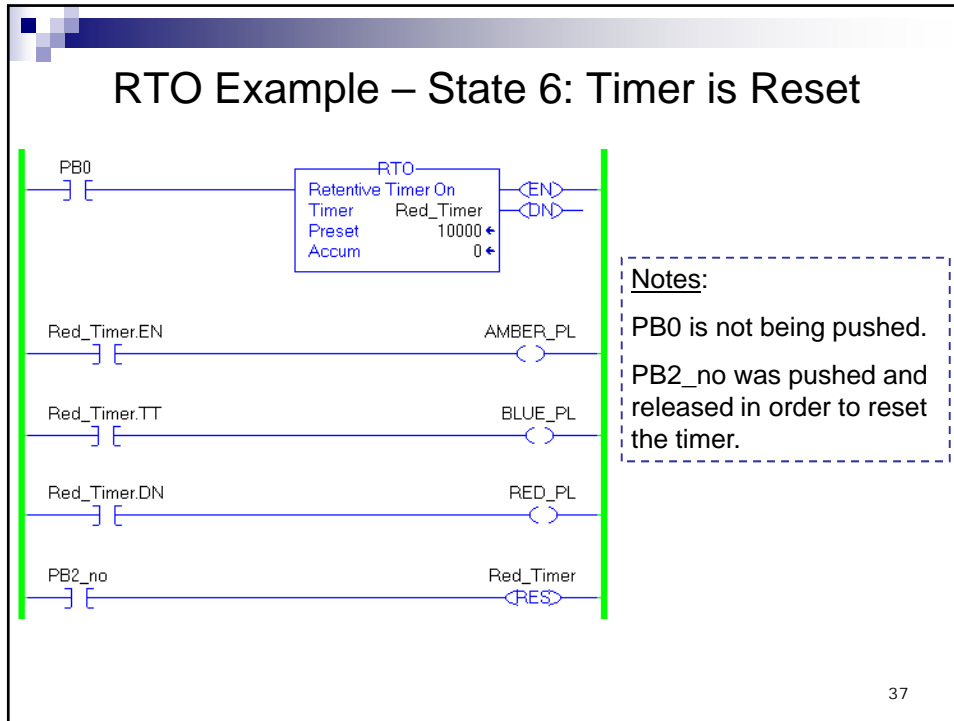 RTO Example – State 6: Timer is Reset
PB0
RTO
Retentive Timer On
Timer Red_Timer
Preset 10000
Accum 0
EN
DN
Notes:
PB0 is not being pushed.
PB2_no was pushed and
released in order to reset
the timer.
Red_Timer.EN AMBER_PL
Red_Timer.TT BLUE_PL
Red_Timer.DN RED_PL
PB2_no Red_Timer
RES
37